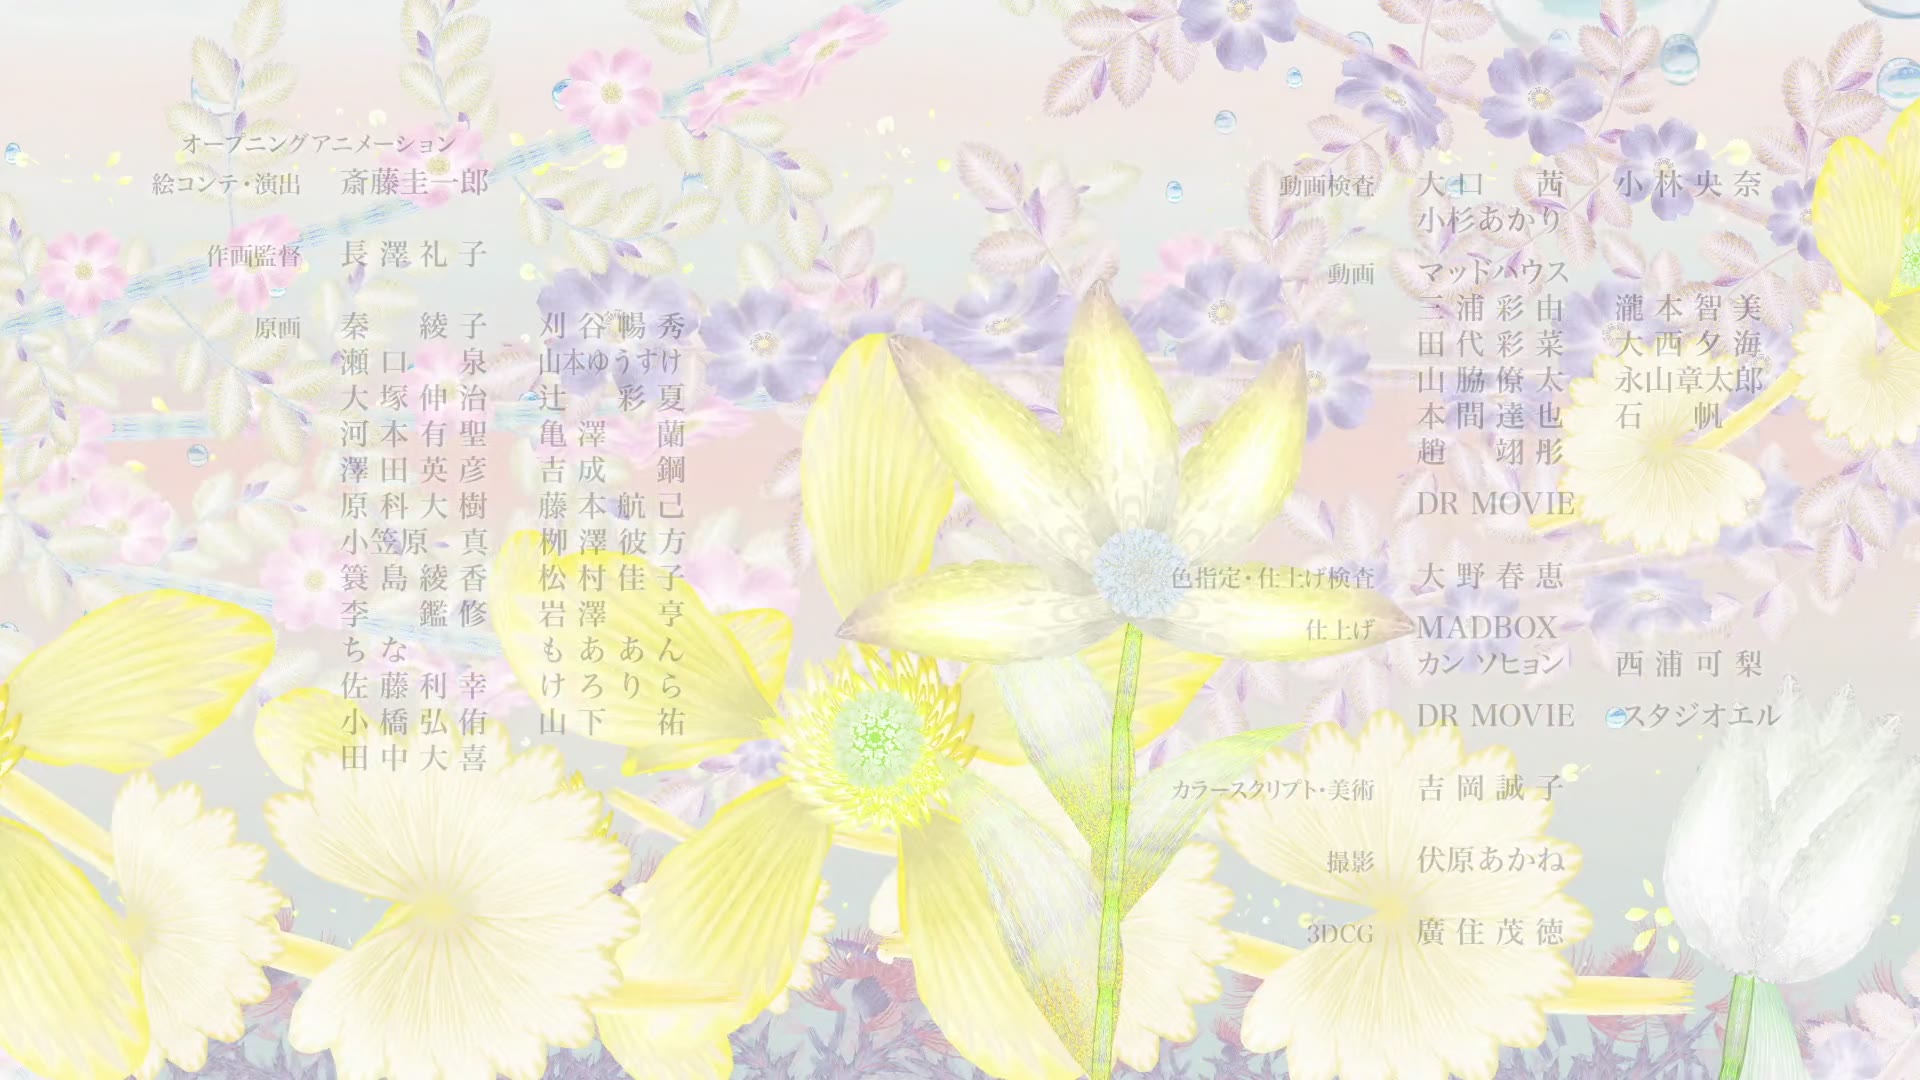 オープニングアニメーション
絵コンテ・演出 斎藤圭一郎
作画監督 長澤礼子
原画 秦綾子 刈谷暢秀
瀬口泉 山本ゆうすけ
大塚伸治 辻彩夏
河本有聖 亀澤蘭
澤田英彦 吉成鋼
原科大樹 藤本航己
小笠原真 栁澤彼方
簑島綾香 松村佳子
李鑑修 岩澤亨
ちな もああん
佐藤利幸 けろりら
小橋弘侑 山下祐
田中大喜
動画検査 大口茜 小林央奈
小杉あかり
動画 マッドハウス
三浦彩由 瀧本智美
田代彩菜 大西夕海
山脇僚太 永山章太郎
本間達也 石帆
趙翊彤
DR MOVIE
色指定・仕上げ検査 大野春恵
仕上げ MADBOX
カン ソヒョン 西浦可梨
DR MOVIE スタジオエル
カラースクリプト・美術 吉岡誠子
撮影 伏原あかね
3DCG 廣住茂徳